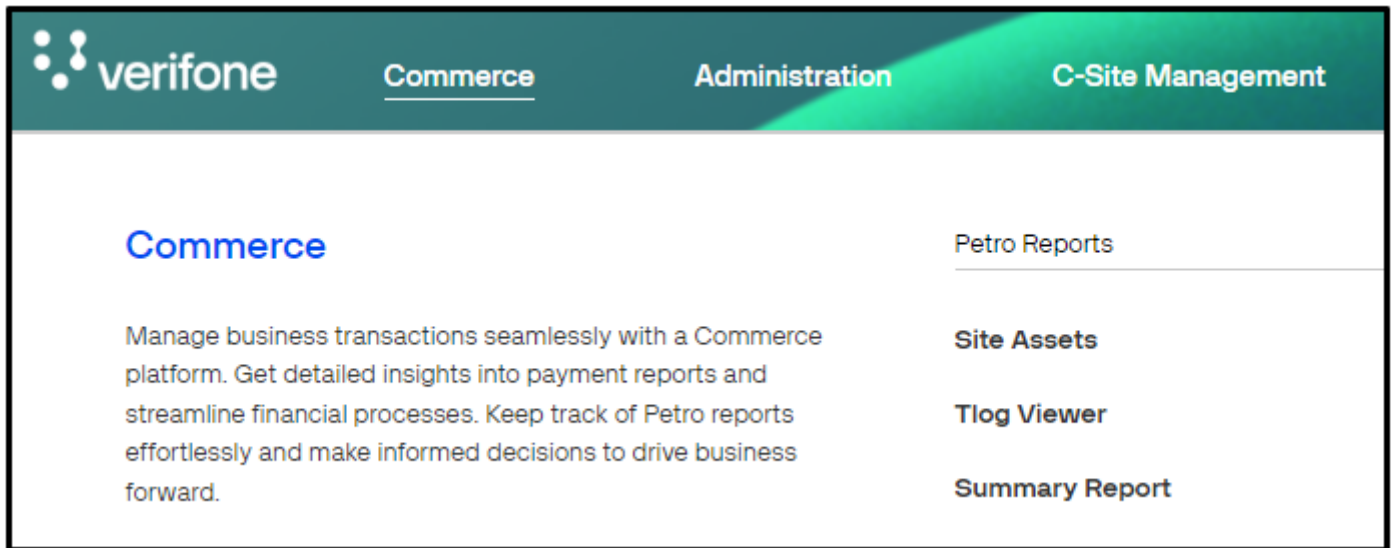 verifone
Commerce
Administration
C-Site Management
Commerce
Manage business transactions seamlessly with a Commerce
platform. Get detailed insights into payment reports and
streamline financial processes. Keep track of Petro reports
effortlessly and make informed decisions to drive business
forward.
Petro Reports
Site Assets
Tlog Viewer
Summary Report